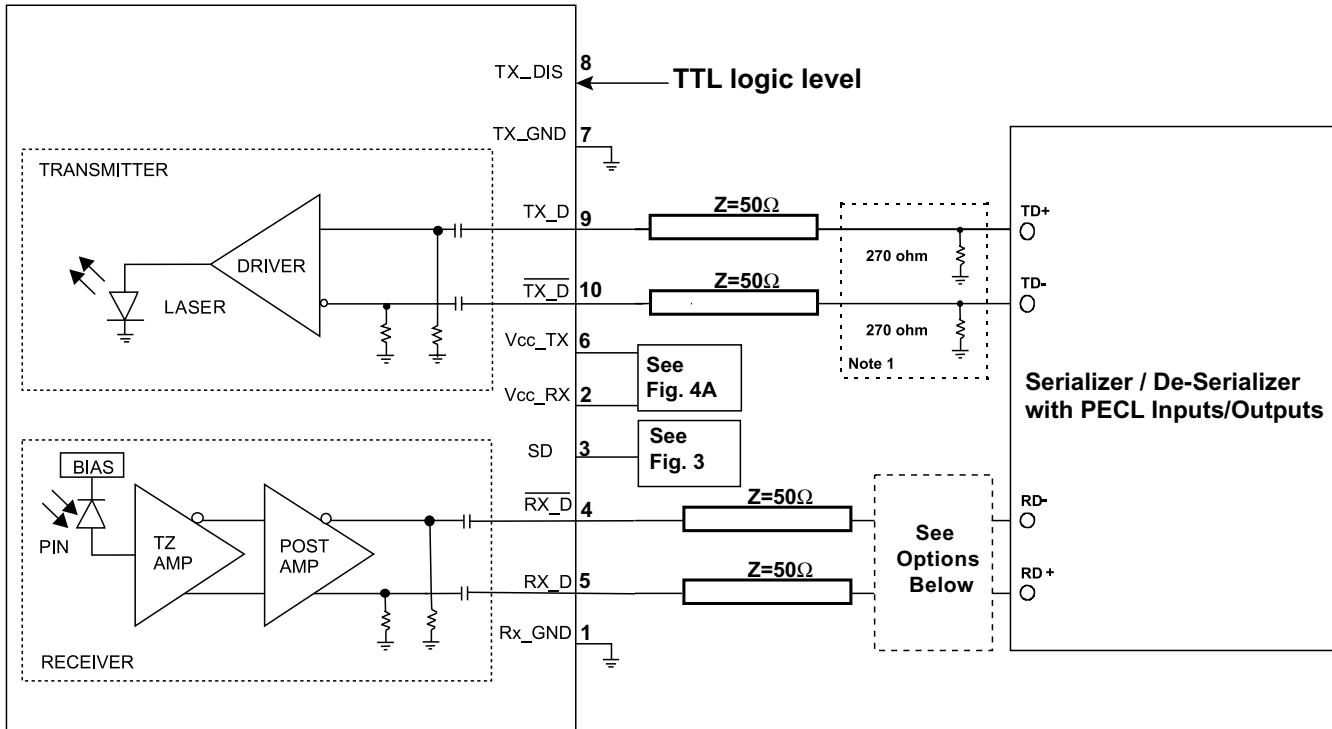 TX_DIS
8
TTL logic level
TX_GND
7
TRANSMITTER
DRIVER
LASER
TX_D
9
Z=50Ω
270 ohm
TD+
TX_D
10
Z=50Ω
270 ohm
TD-
Note 1
Vcc_TX
6
See
Fig. 4A
Vcc_RX
2
SD
3
See
Fig. 3
Serializer / De-Serializer
with PECL Inputs/Outputs
BIAS
PIN
TZ
AMP
POST
AMP
RX_D
4
Z=50Ω
RD-
See
Options
Below
RX_D
5
Z=50Ω
RD+
Rx_GND
1
RECEIVER